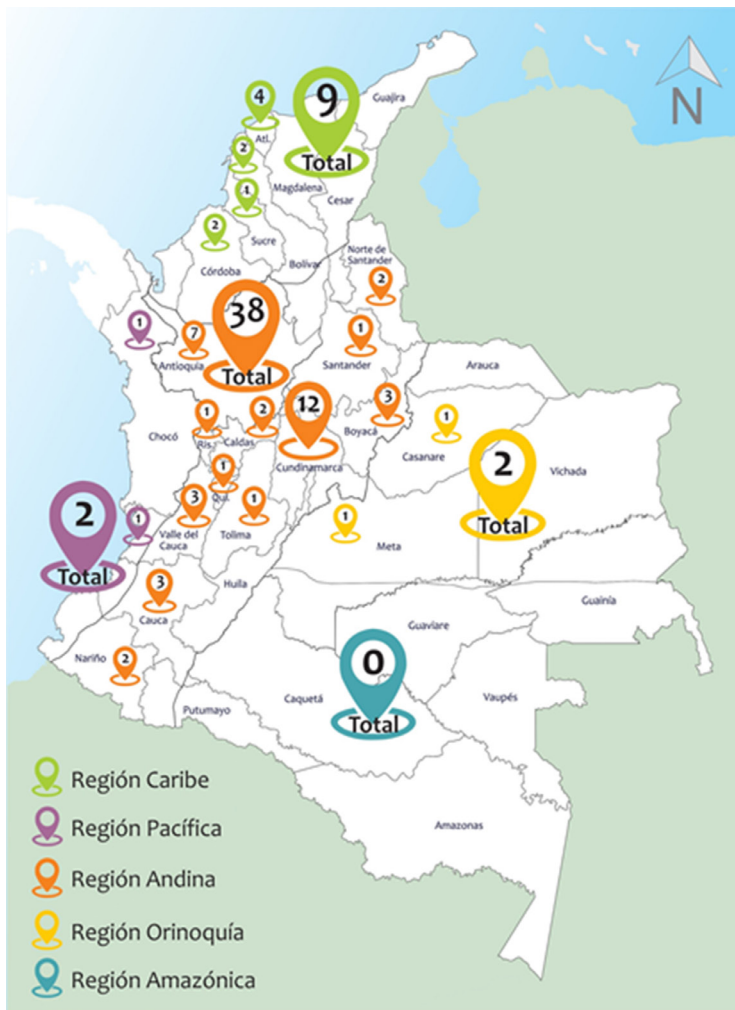 N
4
9
Total
Guajira
Atl.
2
Magdalena
1
Cesar
2
Sucre
Bolívar
Córdoba
Norte de
Santander
2
38
Total
1
7
Antioquia
1
Santander
Arauca
12
3
1
2
Boyacá
1
Casanare
Chocó
Ris.
Caldas
Cundinamarca
2
Total
Vichada
1
Qui.
3
1
2
Total
1
Valle del
Cauca
Tolima
1
Meta
3
Cauca
Huila
Guainía
Guaviare
0
Total
Nariño
2
Caquetá
Vaupés
Putumayo
Amazonas
Región Caribe
Región Pacífica
Región Andina
Región Orinoquía
Región Amazónica